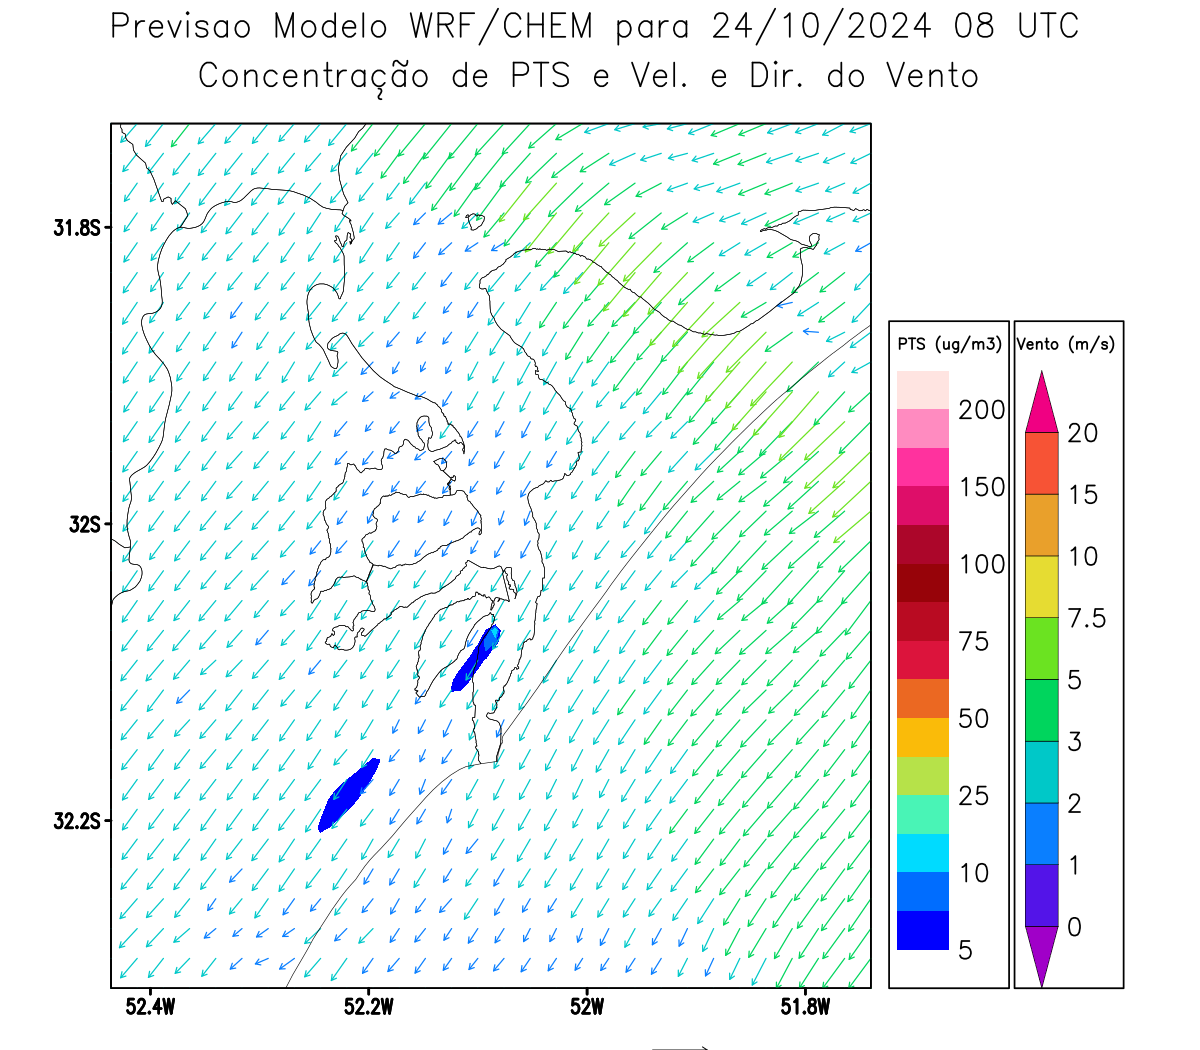 Previsao Modelo WRF/CHEM para 24/10/2024 08 UTC
Concentração de PTS e Vel. e Dir. do Vento
31.8S
32S
32.2S
52.4W
52.2W
52W
51.8W
PTS (ug/m3)
200
150
100
75
50
25
10
5
Vento (m/s)
20
15
10
7.5
5
3
2
1
0